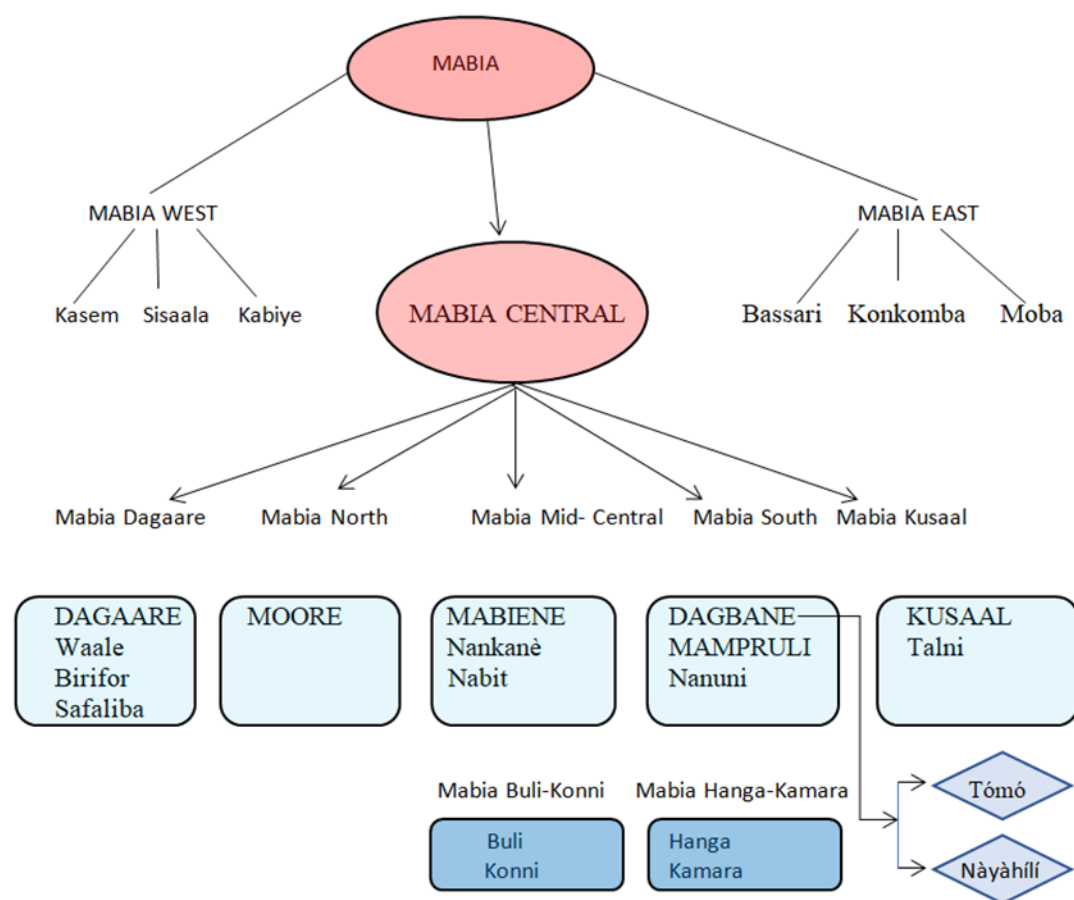 MABIA
MABIA WEST
MABIA EAST
Kasem
Sisaala
Kabiye
MABIA CENTRAL
Bassari
Konkomba
Moba
Mabia Dagaare
Mabia North
Mabia Mid- Central
Mabia South
Mabia Kusaal
DAGAARE
Waale
Birifor
Safaliba
MOORE
MABIENE
Nankanè
Nabit
DAGBANE
MAMPRULI
Nanuni
KUSAAL
Talni
Mabia Buli-Konni
Buli
Konni
Mabia Hanga-Kamara
Hanga
Kamara
Tómó
Nàyàhílí